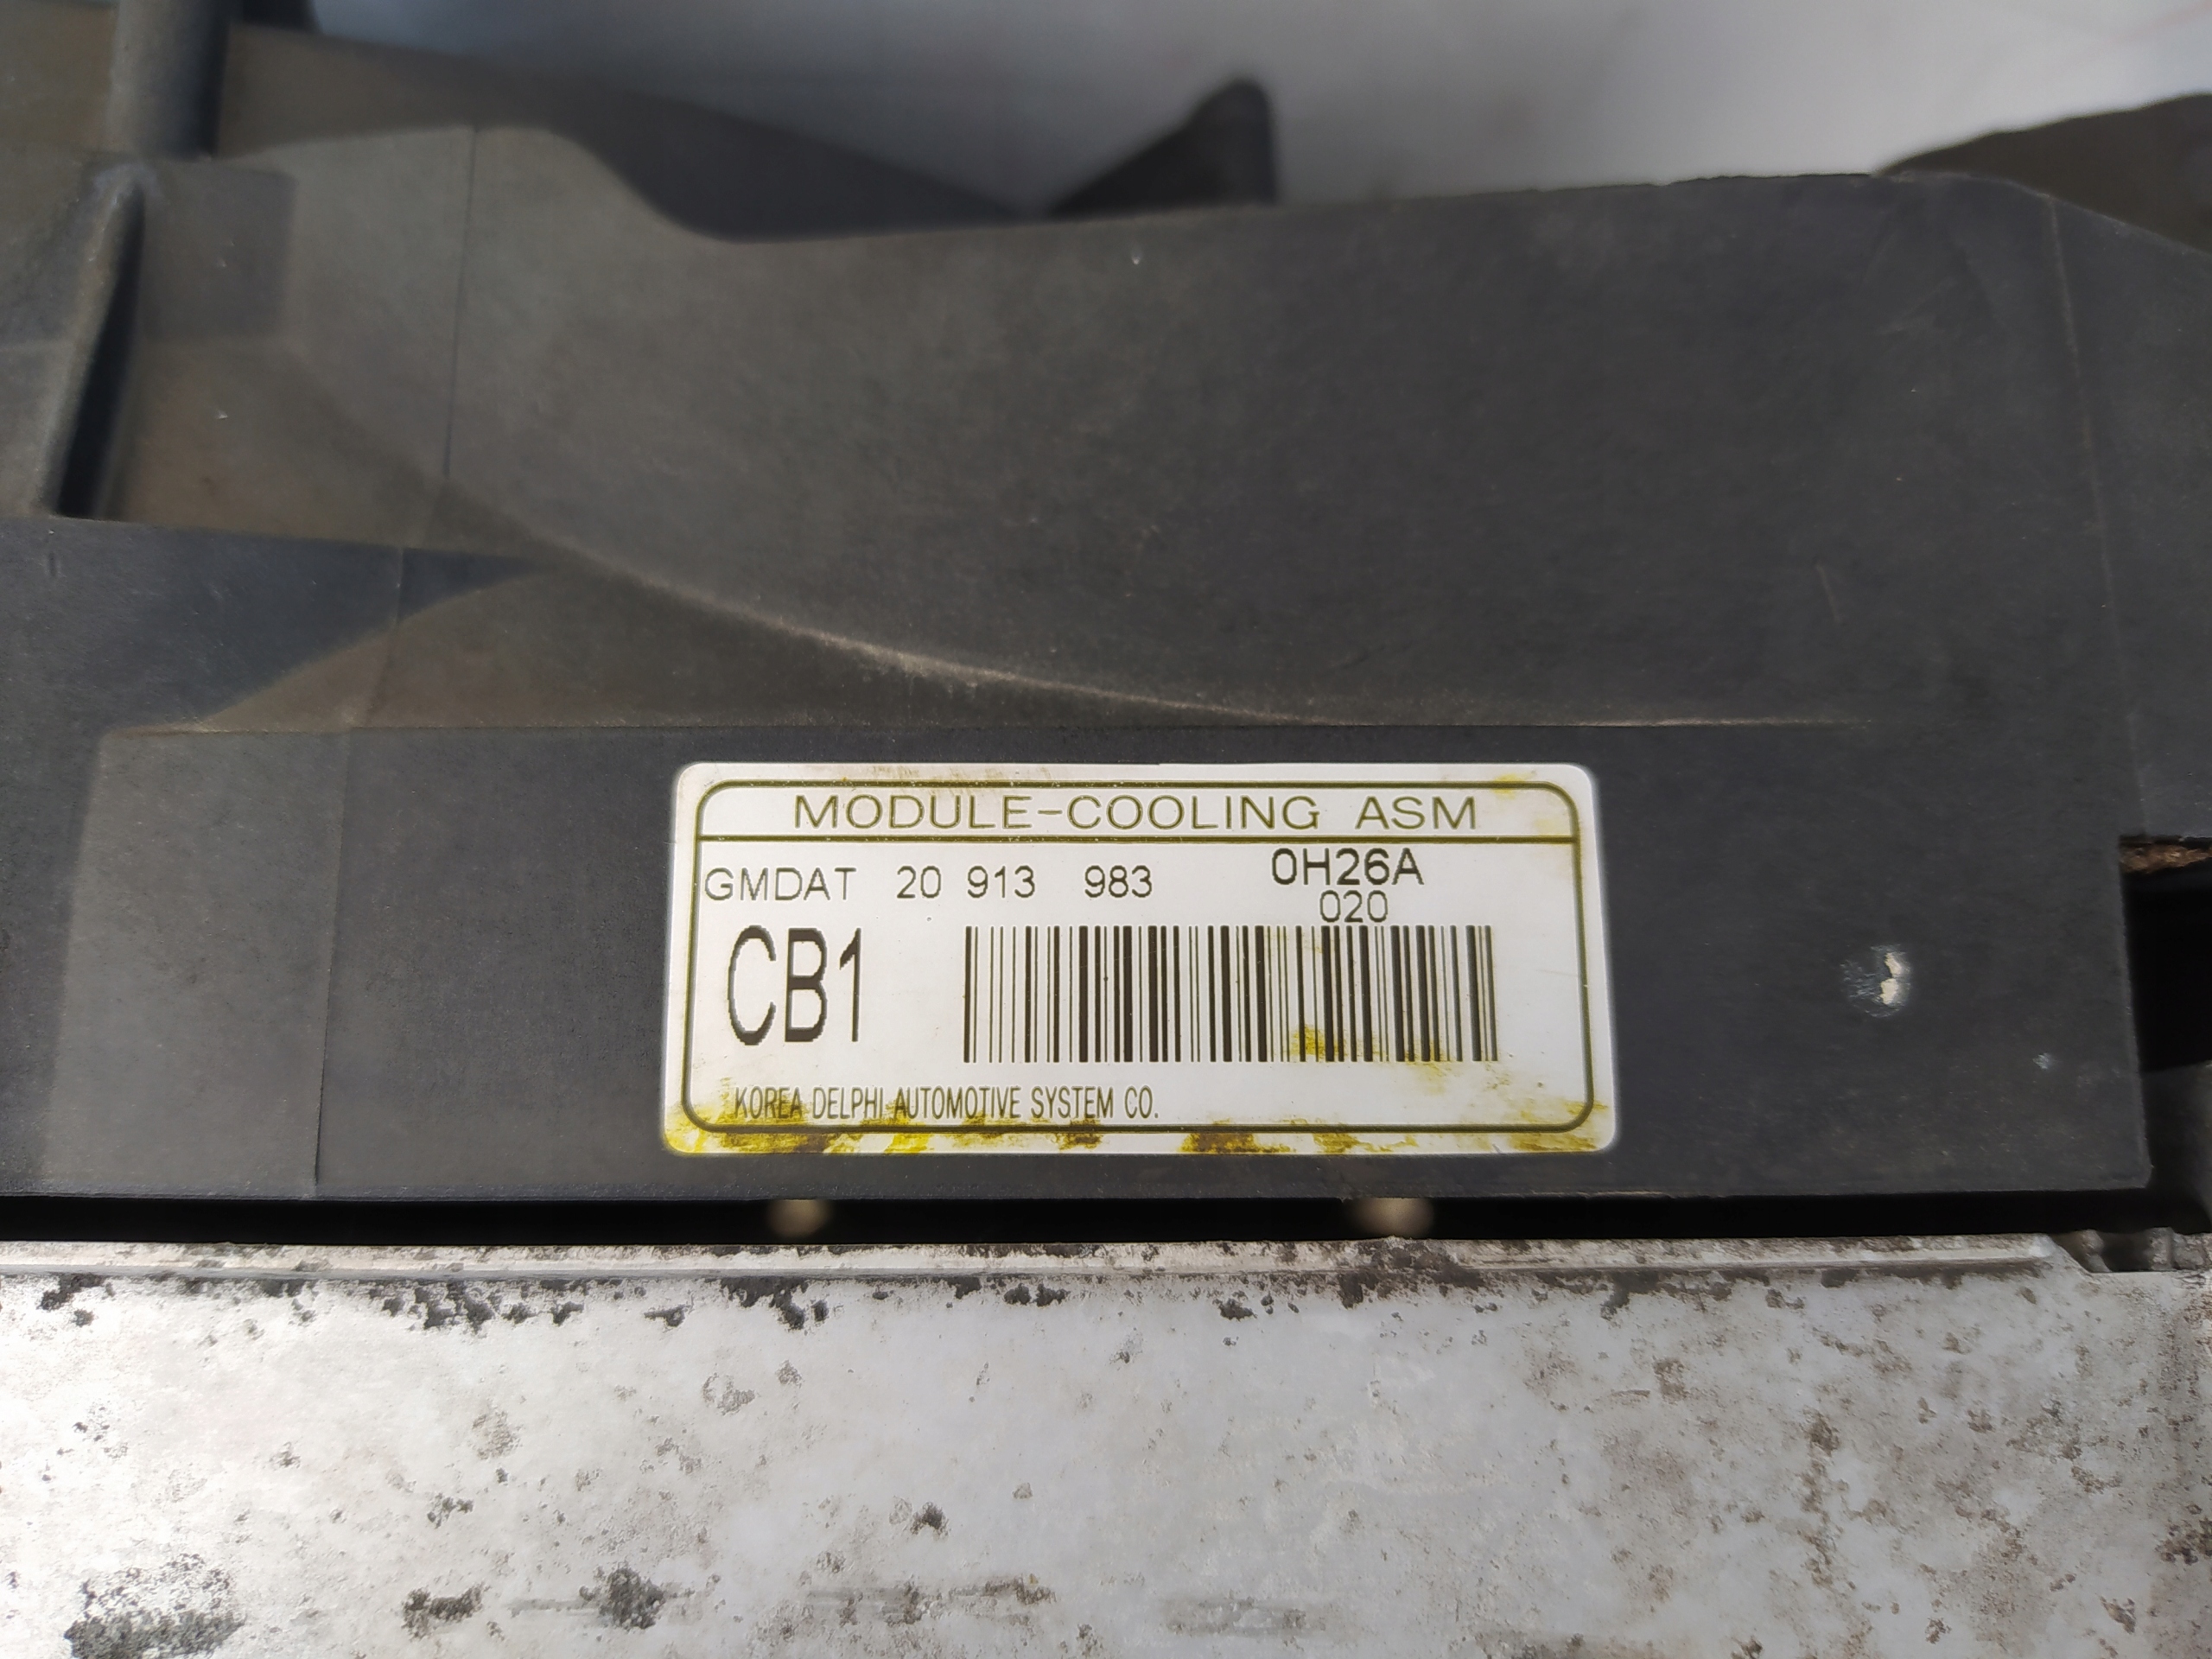 MODULE-COOLING ASM
GMDAT 20 913 983 0H26A
020
CB1
KOREA DELPHI AUTOMOTIVE SYSTEM CO.